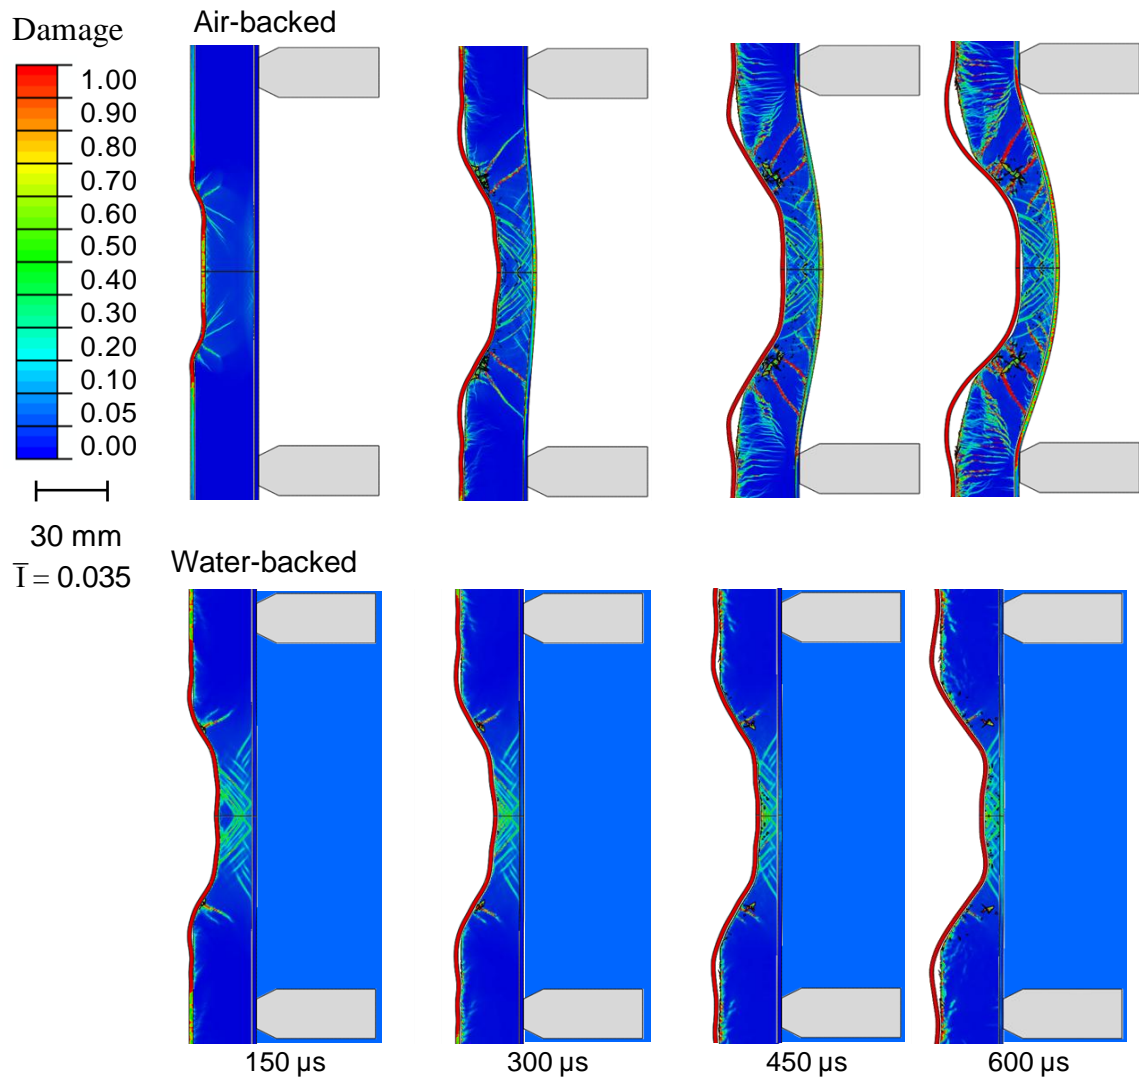 Damage
Air-backed
1.00
0.90
0.80
0.70
0.60
0.50
0.40
0.30
0.20
0.10
0.05
0.00
30 mm
I̅ = 0.035
Water-backed
150 µs
300 µs
450 µs
600 µs